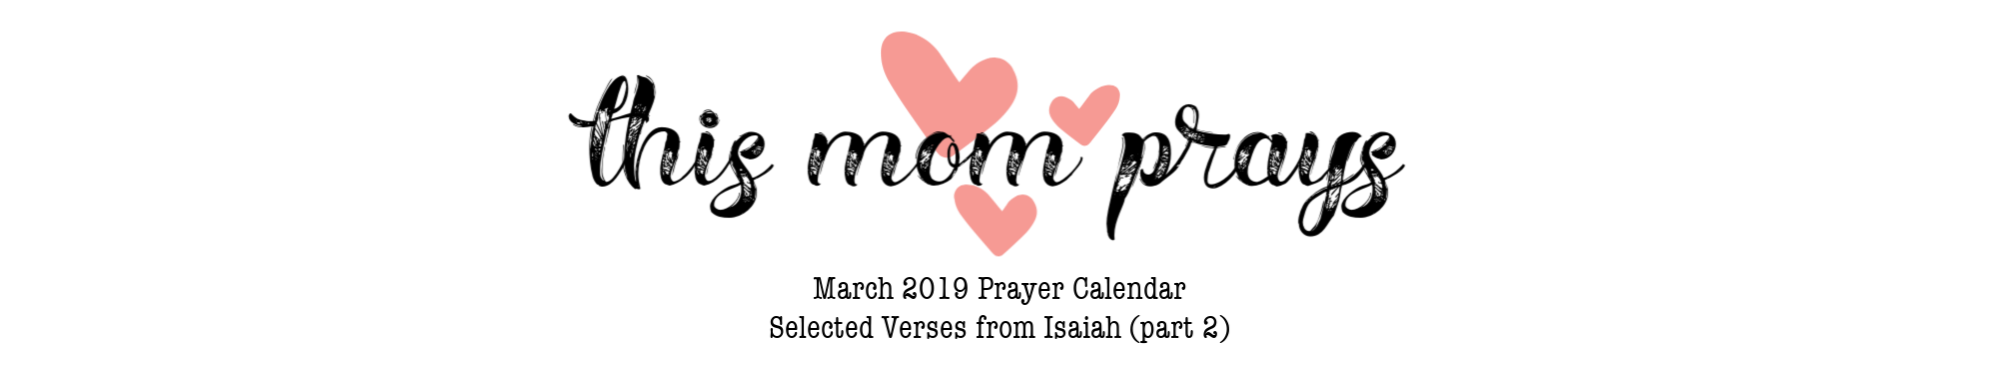 this mom prays
March 2019 Prayer Calendar
Selected Verses from Isaiah (part 2)